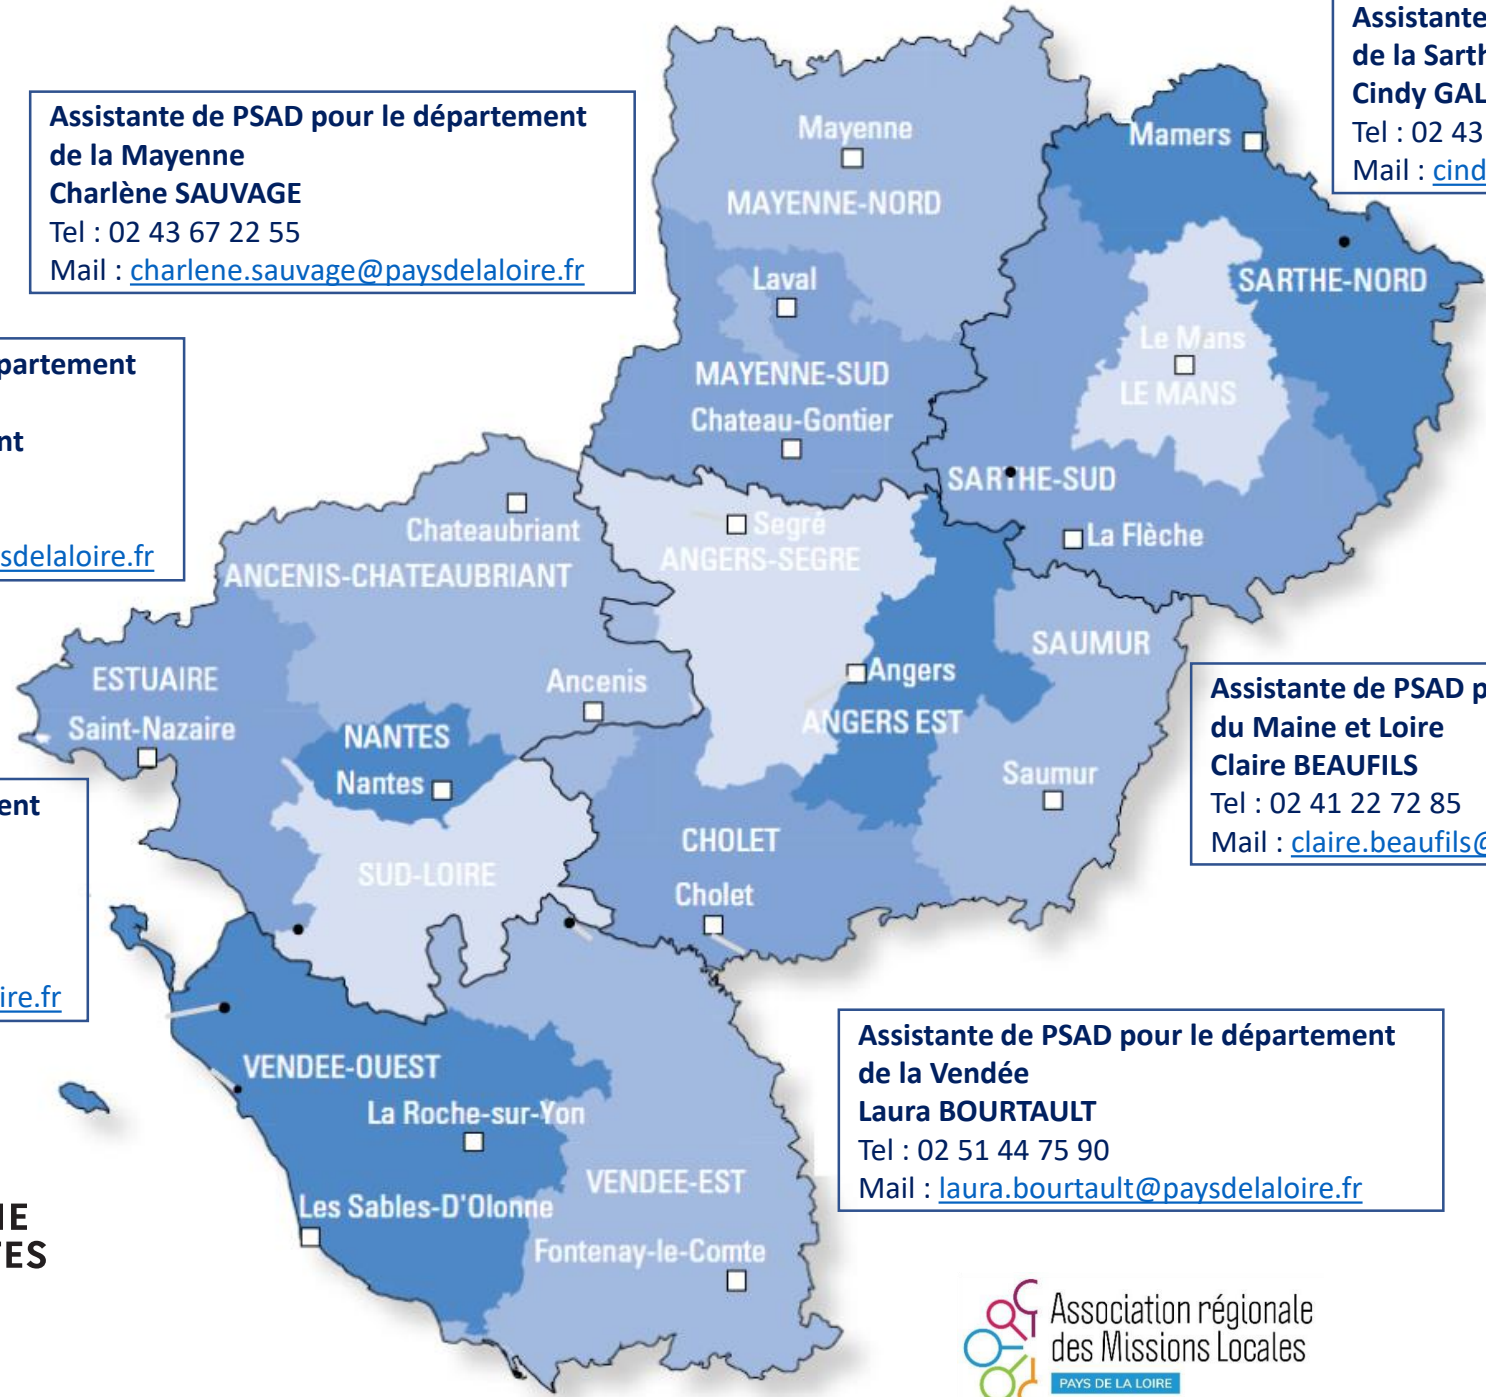 Assistante
de la Sarth
Cindy GAL
Tel : 02 43
Mail : cind
Assistante de PSAD pour le département
de la Mayenne
Charlène SAUVAGE
Tel : 02 43 67 22 55
Mail : charlene.sauvage@paysdelaloire.fr
partement
nt
sdelaloire.fr
Mayenne
MAYENNE-NORD
Mamers
SARTHE-NORD
Laval
Le Mans
LE MANS
MAYENNE-SUD
Chateau-Gontier
SARTHE-SUD
La Flèche
Chateaubriant
ANCENIS-CHATEAUBRIANT
Segré
ANGERS-SEGRE
SAUMUR
ESTUAIRE
Saint-Nazaire
Ancenis
Angers
ANGERS EST
NANTES
Nantes
Saumur
Assistante de PSAD p
du Maine et Loire
Claire BEAUFILS
Tel : 02 41 22 72 85
Mail : claire.beaufils@
ent
ire.fr
SUD-LOIRE
CHOLET
Cholet
VENDEE-OUEST
La Roche-sur-Yon
Les Sables-D'Olonne
VENDEE-EST
Fontenay-le-Comte
Assistante de PSAD pour le département
de la Vendée
Laura BOURTAULT
Tel : 02 51 44 75 90
Mail : laura.bourtault@paysdelaloire.fr
NE
TES
Association régionale
des Missions Locales
PAYS DE LA LOIRE